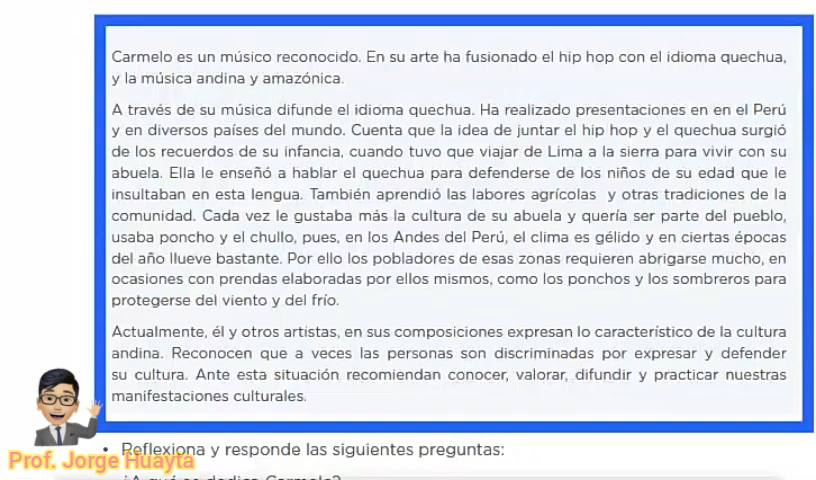 Carmelo es un músico reconocido. En su arte ha fusionado el hip hop con el idioma quechua,
y la música andina y amazónica.
A través de su música difunde el idioma quechua. Ha realizado presentaciones en en el Perú
y en diversos países del mundo. Cuenta que la idea de juntar el hip hop y el quechua surgió
de los recuerdos de su infancia, cuando tuvo que viajar de Lima a la sierra para vivir con su
abuela. Ella le enseñó a hablar el quechua para defenderse de los niños de su edad que le
insultaban en esta lengua. También aprendió las labores agrícolas y otras tradiciones de la
comunidad. Cada vez le gustaba más la cultura de su abuela y quería ser parte del pueblo,
usaba poncho y el chullo, pues, en los Andes del Perú, el clima es gélido y en ciertas épocas
del año llueve bastante. Por ello los pobladores de esas zonas requieren abrigarse mucho, en
ocasiones con prendas elaboradas por ellos mismos, como los ponchos y los sombreros para
protegerse del viento y del frío.
Actualmente, él y otros artistas, en sus composiciones expresan lo característico de la cultura
andina. Reconocen que a veces las personas son discriminadas por expresar y defender
su cultura. Ante esta situación recomiendan conocer, valorar, difundir y practicar nuestras
manifestaciones culturales.
• Reflexiona y responde las siguientes preguntas:
Prof. Jorge Huayta
¿A qué se dedica Carmelo?